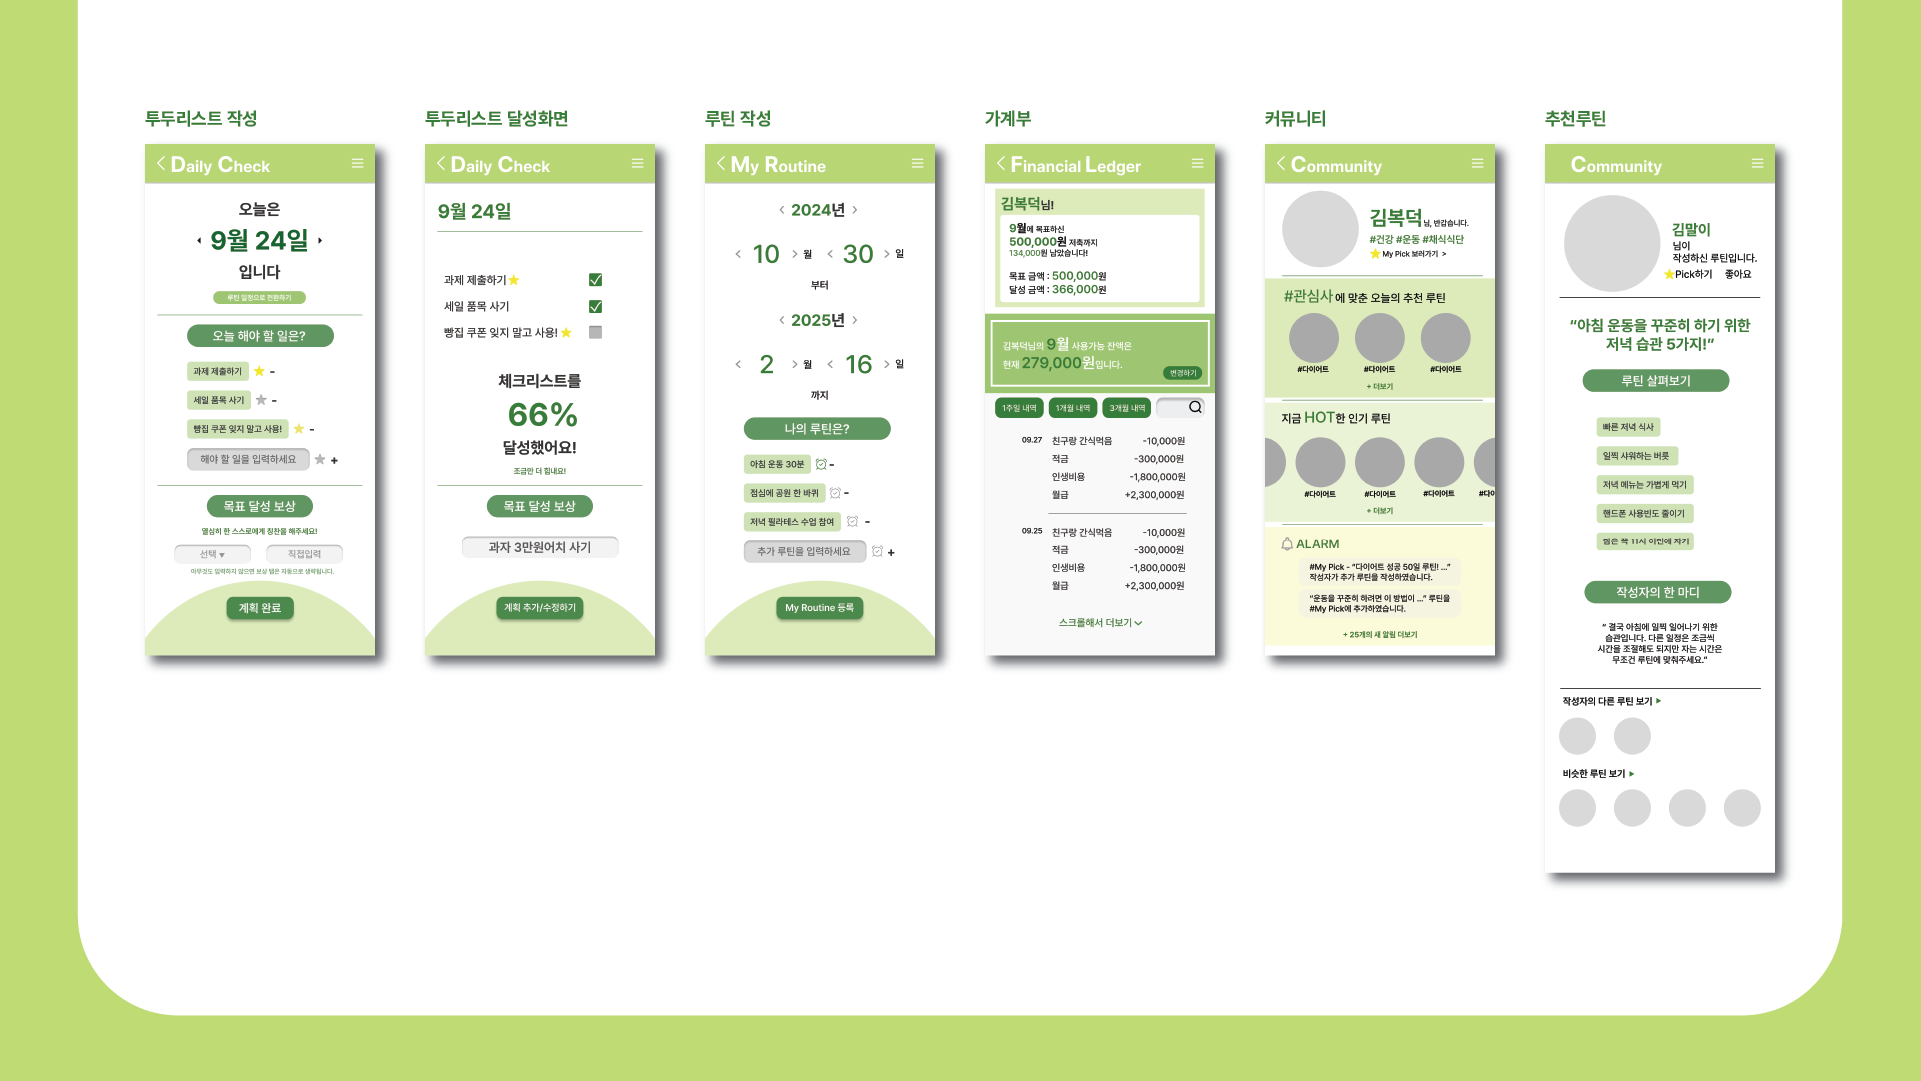 투두리스트 작성
Daily Check
오늘은
9월 24일
입니다
루틴 일정으로 전환하기
오늘 해야 할 일은?
과제 제출하기 -
세일 품목 사기 -
빵집 쿠폰 잊지 말고 사용! -
해야 할 일을 입력하세요 +
목표 달성 보상
열심히 한 스스로에게 칭찬을 해주세요!
선택 ▾ 직접입력
아무것도 입력하지 않으면 보상 탭은 자동으로 생략됩니다.
계획 완료
투두리스트 달성화면
Daily Check
9월 24일
과제 제출하기
세일 품목 사기
빵집 쿠폰 잊지 말고 사용!
체크리스트를
66%
달성했어요!
조금만 더 힘내요!
목표 달성 보상
과자 3만원어치 사기
계획 추가/수정하기
루틴 작성
My Routine
< 2024년 >
< 10 > 월 < 30 > 일
부터
< 2025년 >
< 2 > 월 < 16 > 일
까지
나의 루틴은?
아침 운동 30분 -
점심에 공원 한 바퀴 -
저녁 필라테스 수업 참여 -
추가 루틴을 입력하세요 +
My Routine 등록
가계부
Financial Ledger
김복덕님!
9월에 목표하신
500,000원 저축까지
134,000원 남았습니다!
목표 금액 : 500,000원
달성 금액 : 366,000원
김복덕님의 9월 사용가능 잔액은
현재 279,000원입니다.
변경하기
1주일 내역 1개월 내역 3개월 내역
09.27 친구랑 간식먹음 -10,000원
적금 -300,000원
인생비용 -1,800,000원
월급 +2,300,000원
09.25 친구랑 간식먹음 -10,000원
적금 -300,000원
인생비용 -1,800,000원
월급 +2,300,000원
스크롤해서 더보기
커뮤니티
Community
김복덕님, 반갑습니다.
#건강 #운동 #채식식단
My Pick 보러가기 >
#관심사에 맞춘 오늘의 추천 루틴
#다이어트 #다이어트 #다이어트
+ 더보기
지금 HOT한 인기 루틴
#다이어트 #다이어트 #다이어트 #다이
+ 더보기
ALARM
#My Pick - “다이어트 성공 50일 루틴! ...”
작성자가 추가 루틴을 작성하였습니다.
“운동을 꾸준히 하려면 이 방법이 ...” 루틴을
#My Pick에 추가하였습니다.
+ 25개의 새 알림 더보기
추천루틴
Community
김말이
님이
작성하신 루틴입니다.
Pick하기 좋아요
“아침 운동을 꾸준히 하기 위한
저녁 습관 5가지!”
루틴 살펴보기
빠른 저녁 식사
일찍 샤워하는 버릇
저녁 메뉴는 가볍게 먹기
핸드폰 사용빈도 줄이기
잠은 꼭 11시 이전에 자기
작성자의 한 마디
“ 결국 아침에 일찍 일어나기 위한
습관입니다. 다른 일정은 조금씩
시간을 조절해도 되지만 자는 시간은
무조건 루틴에 맞춰주세요.”
작성자의 다른 루틴 보기 ▸
비슷한 루틴 보기 ▸